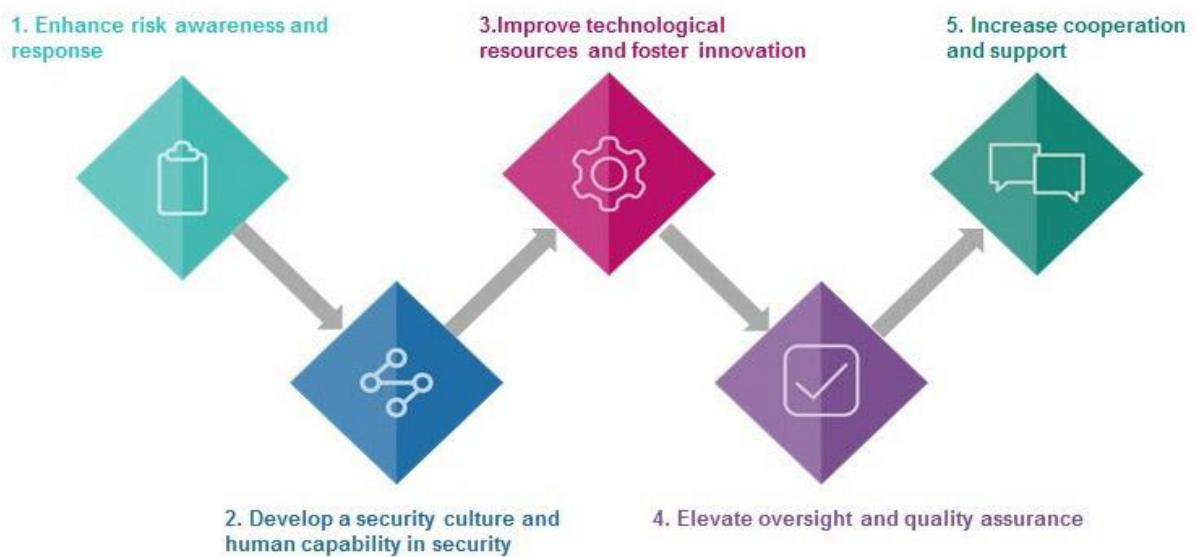 1. Enhance risk awareness and
response
2. Develop a security culture and
human capability in security
3.Improve technological
resources and foster innovation
4. Elevate oversight and quality assurance
5. Increase cooperation
and support